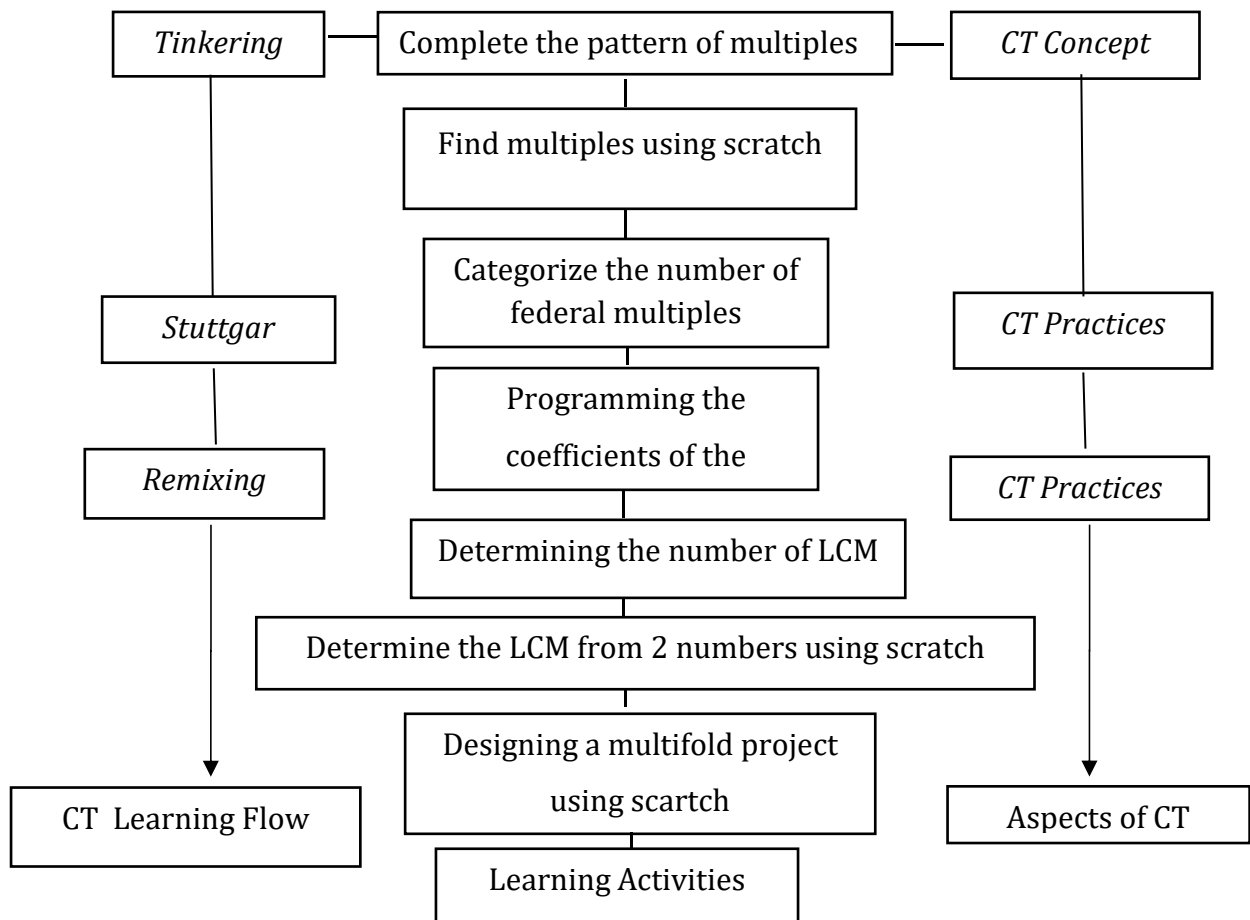 Tinkering
Complete the pattern of multiples
CT Concept
Find multiples using scratch
Categorize the number of
federal multiples
Stuttgar
CT Practices
Programming the
coefficients of the
Remixing
CT Practices
Determining the number of LCM
Determine the LCM from 2 numbers using scratch
Designing a multifold project
using scartch
CT Learning Flow
Aspects of CT
Learning Activities